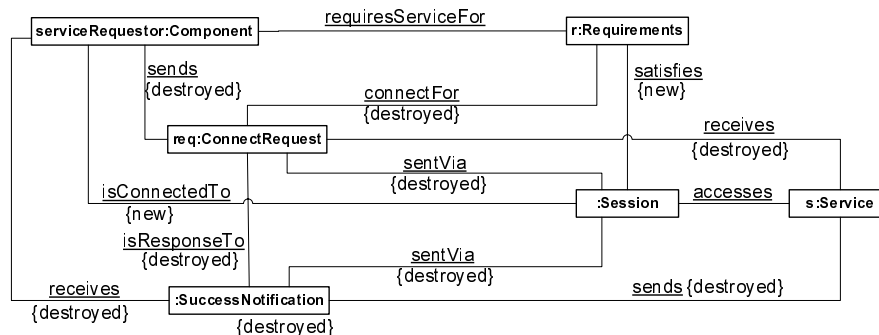 requiresServiceFor
serviceRequestor:Component
r:Requirements
sends
{destroyed}
satisfies
{new}
connectFor
{destroyed}
req:ConnectRequest
receives
{destroyed}
sentVia
{destroyed}
isConnectedTo
{new}
:Session
accesses
s:Service
isResponseTo
{destroyed}
sentVia
{destroyed}
receives
{destroyed}
:SuccessNotification
{destroyed}
sends {destroyed}